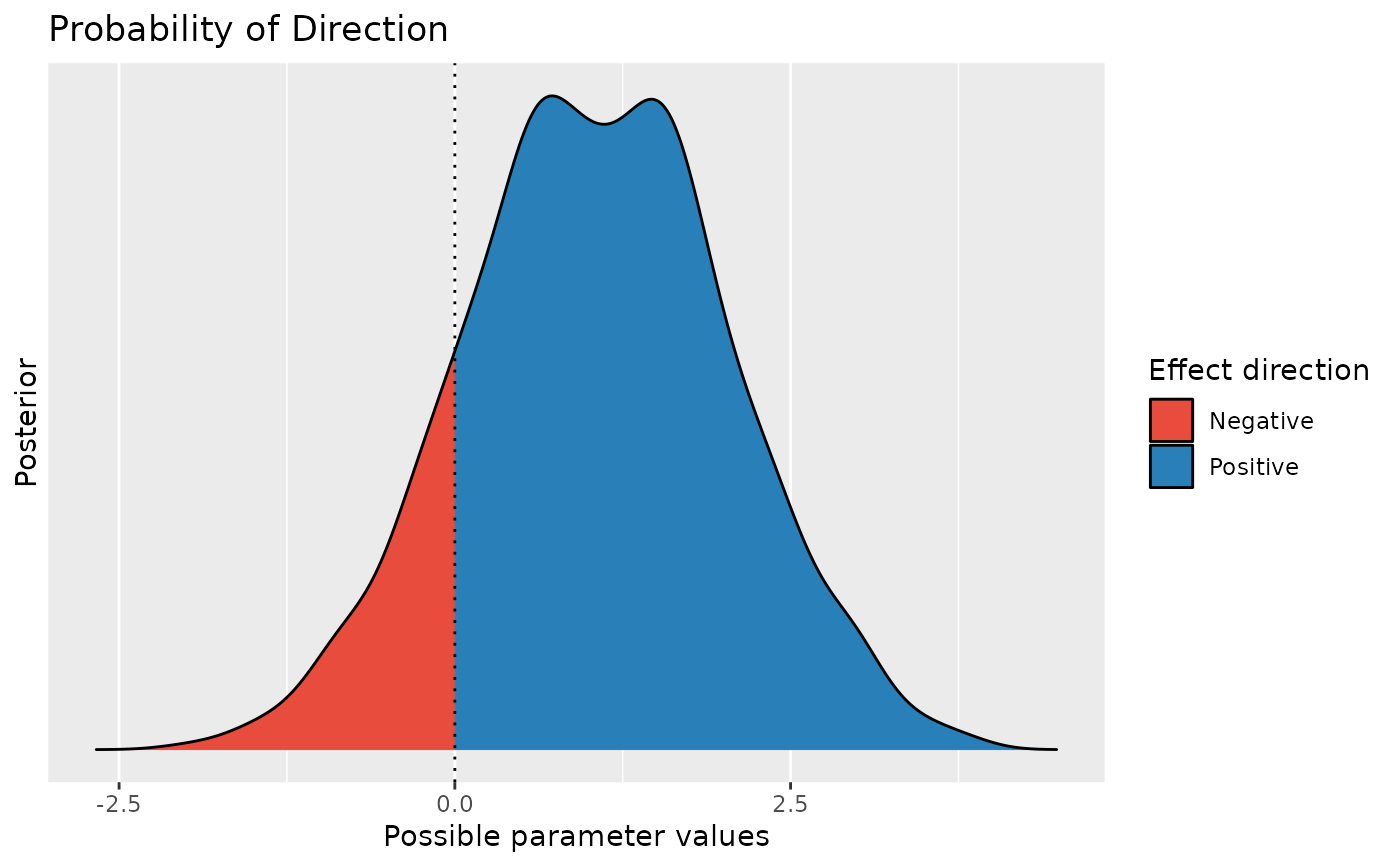 Probability of Direction
Posterior
-2.5 0.0 2.5
Possible parameter values
Effect direction
Negative
Positive